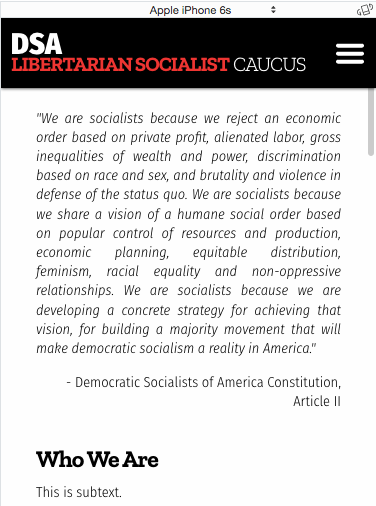 Apple iPhone 6s
DSA
LIBERTARIAN SOCIALIST CAUCUS
"We are socialists because we reject an economic
order based on private profit, alienated labor, gross
inequalities of wealth and power, discrimination
based on race and sex, and brutality and violence in
defense of the status quo. We are socialists because
we share a vision of a humane social order based
on popular control of resources and production,
economic planning, equitable distribution,
feminism, racial equality and non-oppressive
relationships. We are socialists because we are
developing a concrete strategy for achieving that
vision, for building a majority movement that will
make democratic socialism a reality in America."
- Democratic Socialists of America Constitution,
Article II
Who We Are
This is subtext.